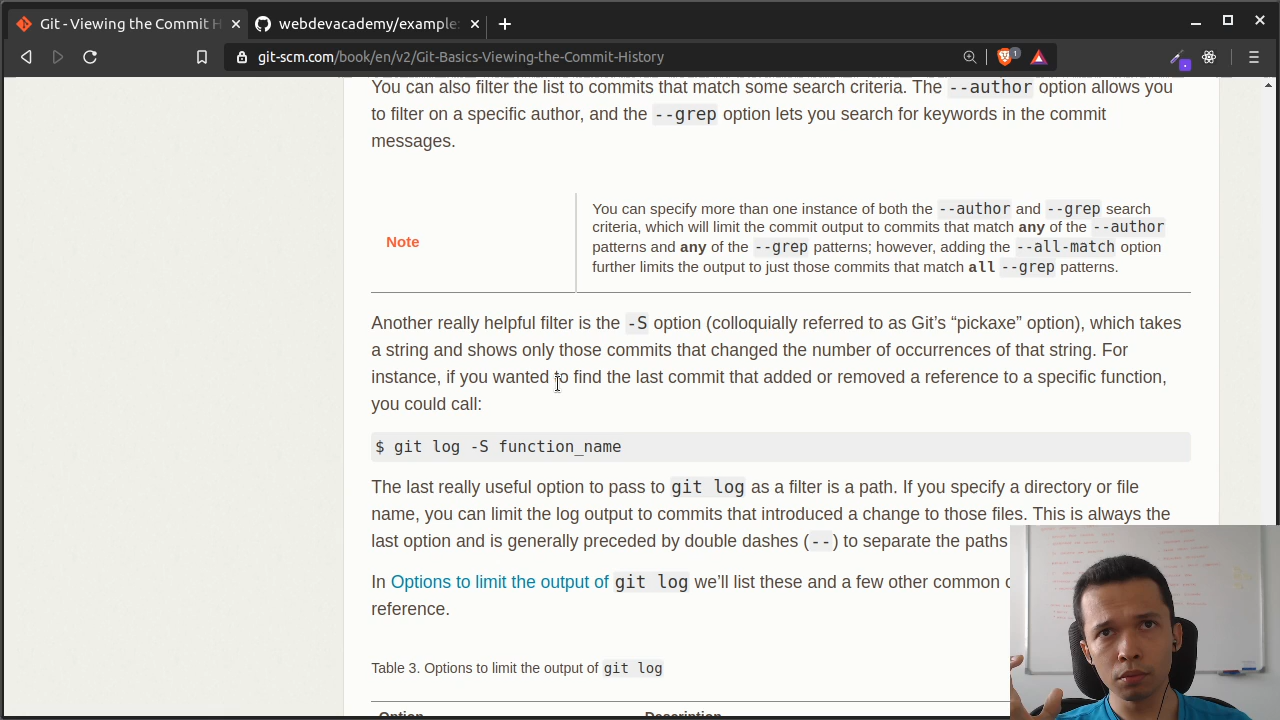 Git - Viewing the Commit H
webdevacademy/example
git-scm.com/book/en/v2/Git-Basics-Viewing-the-Commit-History
1
You can also filter the list to commits that match some search criteria. The --author option allows you
to filter on a specific author, and the --grep option lets you search for keywords in the commit
messages.
Note
You can specify more than one instance of both the --author and --grep search
criteria, which will limit the commit output to commits that match any of the --author
patterns and any of the --grep patterns; however, adding the --all-match option
further limits the output to just those commits that match all --grep patterns.
Another really helpful filter is the -S option (colloquially referred to as Git’s “pickaxe” option), which takes
a string and shows only those commits that changed the number of occurrences of that string. For
instance, if you wanted to find the last commit that added or removed a reference to a specific function,
you could call:
$ git log -S function_name
The last really useful option to pass to git log as a filter is a path. If you specify a directory or file
name, you can limit the log output to commits that introduced a change to those files. This is always the
last option and is generally preceded by double dashes (--) to separate the paths
In Options to limit the output of git log we’ll list these and a few other common
reference.
Table 3. Options to limit the output of git log
Option Description